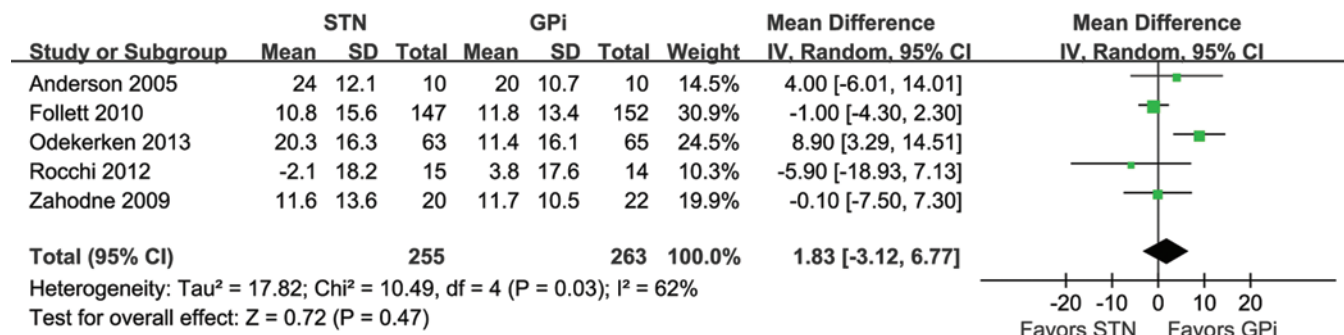 STN GPi Mean Difference Mean Difference
Study or Subgroup Mean SD Total Mean SD Total Weight IV, Random, 95% CI IV, Random, 95% CI
Anderson 2005 24 12.1 10 20 10.7 10 14.5% 4.00 [-6.01, 14.01]
Follett 2010 10.8 15.6 147 11.8 13.4 152 30.9% -1.00 [-4.30, 2.30]
Odekerken 2013 20.3 16.3 63 11.4 16.1 65 24.5% 8.90 [3.29, 14.51]
Rocchi 2012 -2.1 18.2 15 3.8 17.6 14 10.3% -5.90 [-18.93, 7.13]
Zahodne 2009 11.6 13.6 20 11.7 10.5 22 19.9% -0.10 [-7.50, 7.30]
Total (95% CI) 255 263 100.0% 1.83 [-3.12, 6.77]
Heterogeneity: Tau² = 17.82; Chi² = 10.49, df = 4 (P = 0.03); I² = 62%
Test for overall effect: Z = 0.72 (P = 0.47)
-20 -10 0 10 20
Favors STN Favors GPi